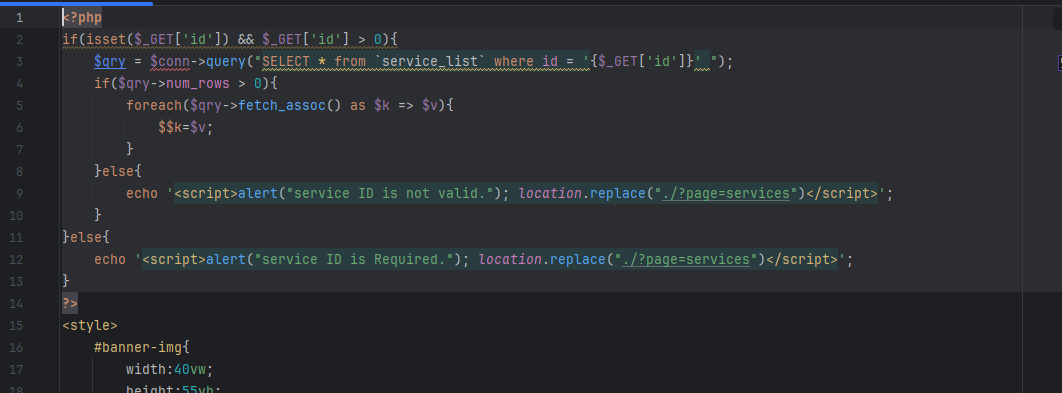 1 <?php
2 if(isset($_GET['id']) && $_GET['id'] > 0){
3     $qry = $conn->query("SELECT * from `service_list` where id = '{$_GET['id']}' ");
4     if($qry->num_rows > 0){
5         foreach($qry->fetch_assoc() as $k => $v){
6             $$k=$v;
7         }
8     }else{
9         echo '<script>alert("service ID is not valid."); location.replace("./?page=services")</script>';
10     }
11 }else{
12     echo '<script>alert("service ID is Required."); location.replace("./?page=services")</script>';
13 }
14 ?>
15 <style>
16     #banner-img{
17         width:40vw;
18         height:55vh;